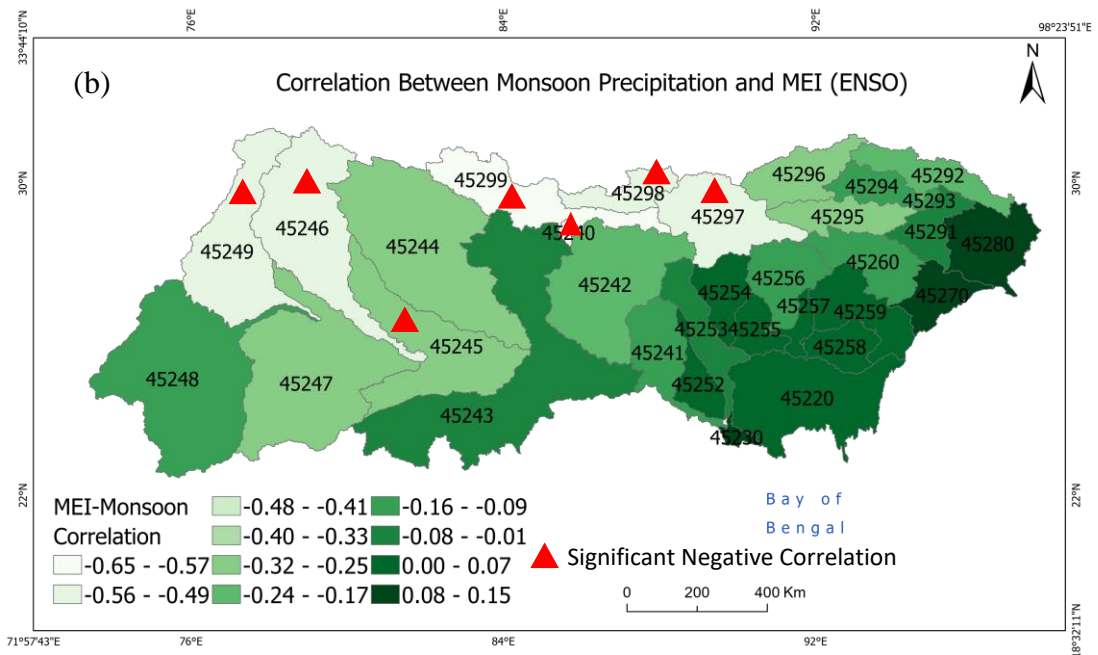 76°E 84°E 92°E
33°44'10"N 98°23'51"E
(b) Correlation Between Monsoon Precipitation and MEI (ENSO)
N
30°N 30°N
45299 45298 45296 45294 45292
45293
45246 45297 45295
45249 45244 45240 45291 45280
45260
45242 45256
45254 45270
45257 45259
45253 45255
45245 45241 45258
45248 45247 45252 45220
45243
45230
22°N 22°N
MEI-Monsoon
Correlation
-0.65 - -0.57
-0.56 - -0.49
-0.48 - -0.41
-0.40 - -0.33
-0.32 - -0.25
-0.24 - -0.17
-0.16 - -0.09
-0.08 - -0.01
0.00 - 0.07
0.08 - 0.15
Bay of
Bengal
Significant Negative Correlation
0 200 400 Km
71°57'43"E 18°32'11"N
76°E 84°E 92°E